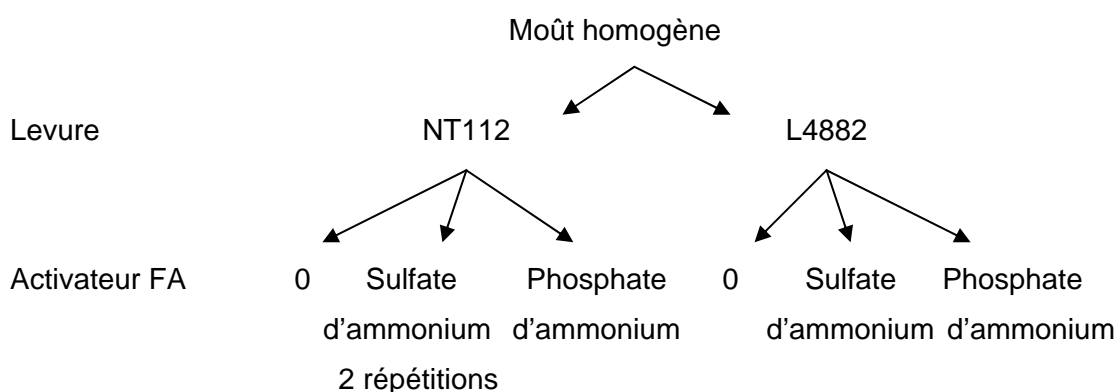 Moût homogène
Levure NT112 L4882
Activateur FA 0 Sulfate Phosphate 0 Sulfate Phosphate
d’ammonium d’ammonium d’ammonium d’ammonium
2 répétitions